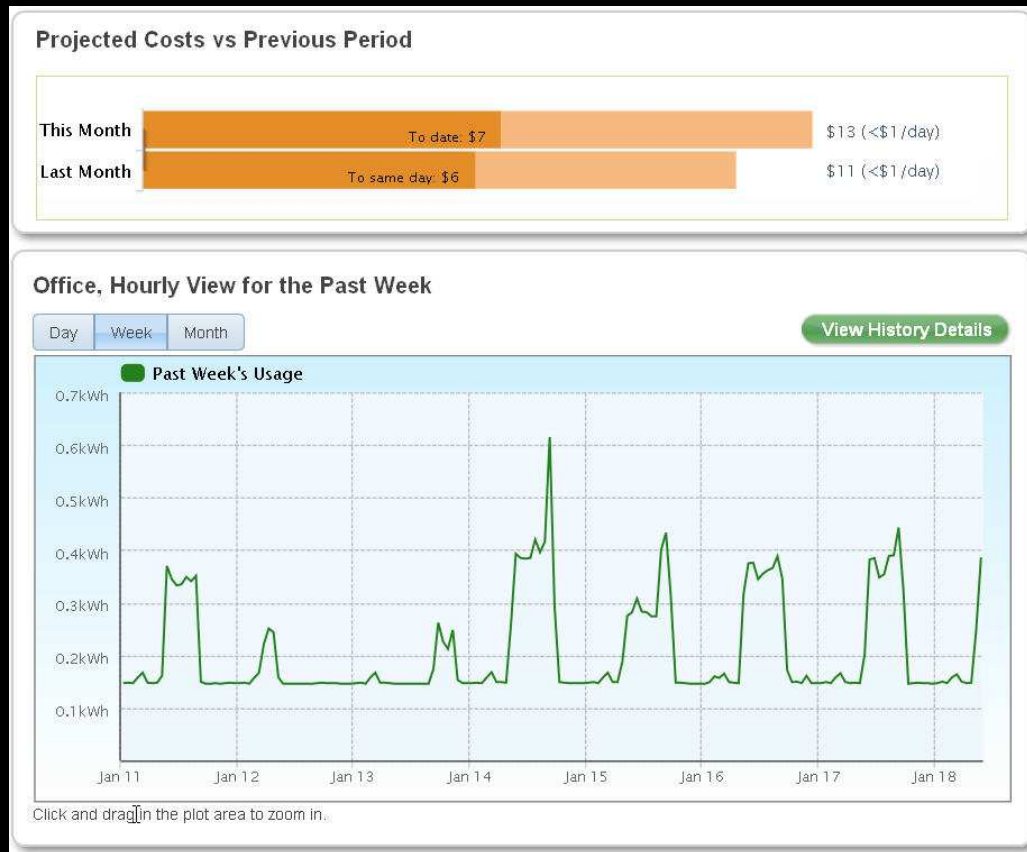 Projected Costs vs Previous Period
This Month To date: $7 $13 (<$1/day)
Last Month To same day: $6 $11 (<$1/day)
Office, Hourly View for the Past Week
Day Week Month View History Details
Past Week's Usage
0.7kWh
0.6kWh
0.5kWh
0.4kWh
0.3kWh
0.2kWh
0.1kWh
Jan 11 Jan 12 Jan 13 Jan 14 Jan 15 Jan 16 Jan 17 Jan 18
Click and drag in the plot area to zoom in.